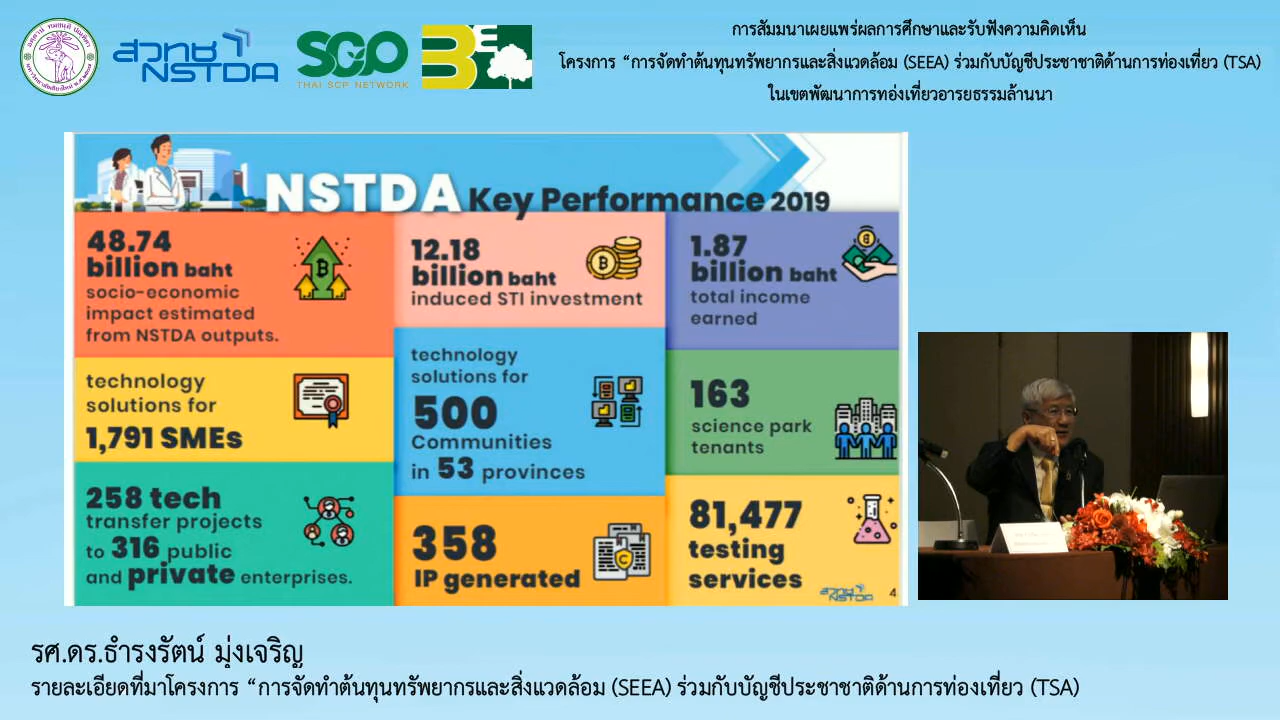 สวทช
NSTDA
SCP
THAI SCP NETWORK
การสัมมนาเผยแพร่ผลการศึกษาและรับฟังความคิดเห็น
โครงการ “การจัดทำต้นทุนทรัพยากรและสิ่งแวดล้อม (SEEA) ร่วมกับบัญชีประชาชาติด้านการท่องเที่ยว (TSA)
ในเขตพัฒนาการทองเที่ยวอารยธรรมล้านนา
NSTDA Key Performance 2019
48.74
billion baht
socio-economic
impact estimated
from NSTDA outputs.
12.18
billion baht
induced STI investment
1.87
billion baht
total income
earned
technology
solutions for
1,791 SMEs
technology
solutions for
500
Communities
in 53 provinces
163
science park
tenants
258 tech
transfer projects
to 316 public
and private enterprises.
358
IP generated
81,477
testing
services
สวทช
NSTDA
4
รศ.ดร.ธำรงรัตน์ มุ่งเจริญ
รายละเอียดที่มาโครงการ “การจัดทำต้นทุนทรัพยากรและสิ่งแวดล้อม (SEEA) ร่วมกับบัญชีประชาชาติด้านการท่องเที่ยว (TSA)